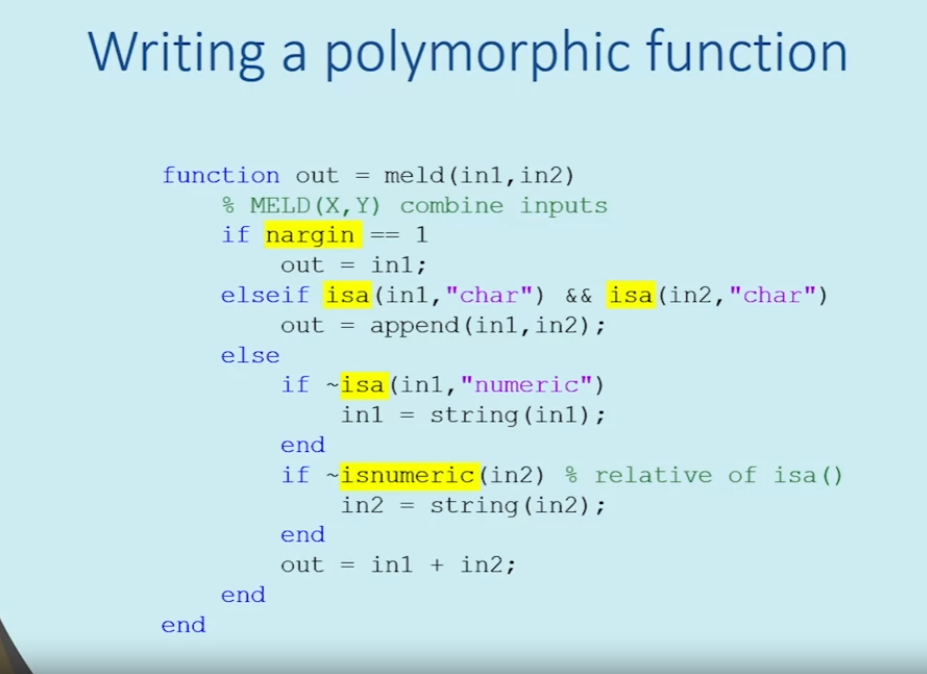 Writing a polymorphic function
function out = meld(in1,in2)
% MELD(X,Y) combine inputs
if nargin == 1
out = in1;
elseif isa(in1,"char") && isa(in2,"char")
out = append(in1,in2);
else
if ~isa(in1,"numeric")
in1 = string(in1);
end
if ~isnumeric(in2) % relative of isa()
in2 = string(in2);
end
out = in1 + in2;
end
end